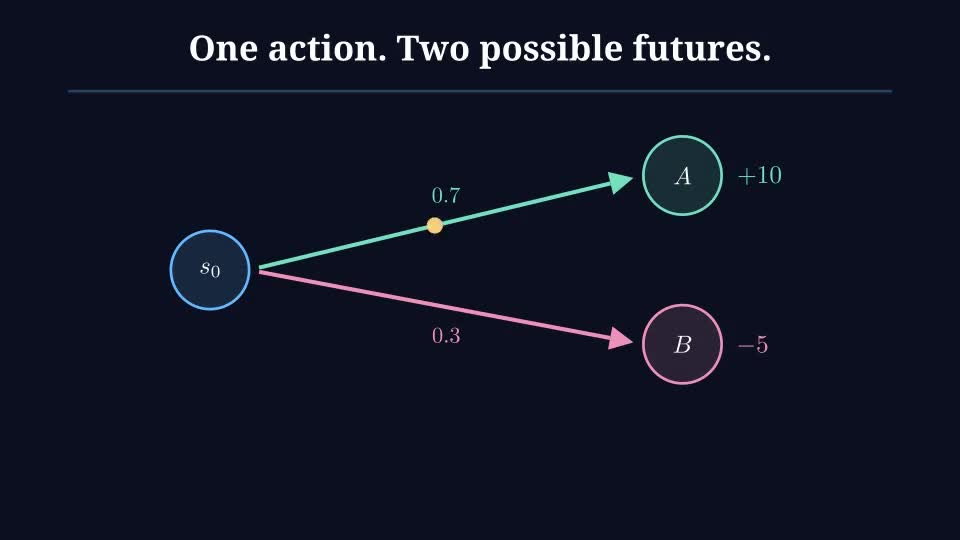 One action. Two possible futures.
A +10
0.7
s₀
0.3
B −5